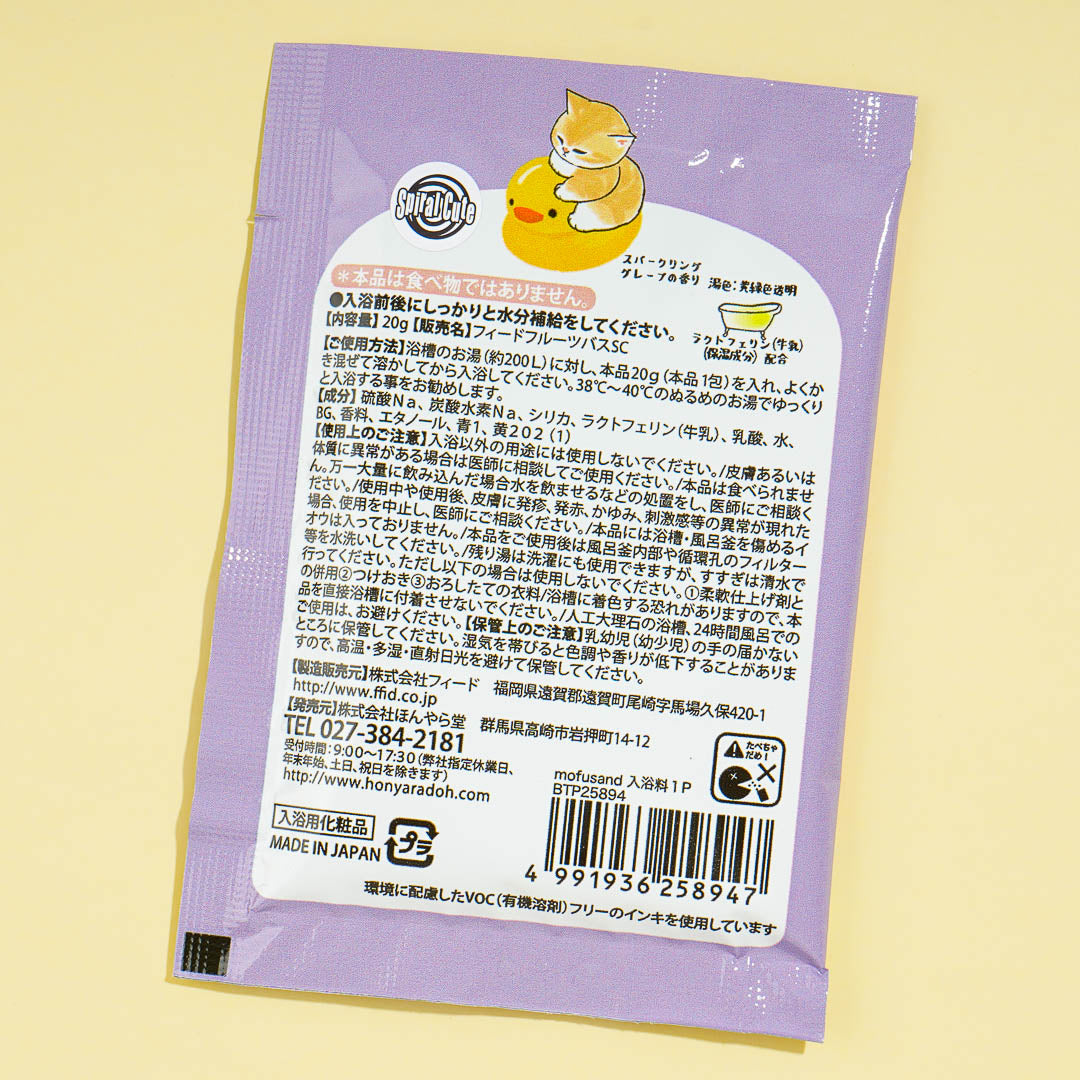 Spiral Cute
スパークリング
グレープの香り 湯色：黄緑色透明
ラクトフェリン(牛乳)
(保湿成分) 配合
＊本品は食べ物ではありません。
●入浴前後にしっかりと水分補給をしてください。
【内容量】20g【販売名】フィードフルーツバスSC
【ご使用方法】浴槽のお湯(約200L)に対し、本品20g(本品1包)を入れ、よくか
き混ぜて溶かしてから入浴してください。38℃〜40℃のぬるめのお湯でゆっくり
と入浴する事をお勧めします。
【成分】硫酸Na、炭酸水素Na、シリカ、ラクトフェリン(牛乳)、乳酸、水、
BG、香料、エタノール、青1、黄202(1)
【使用上のご注意】入浴以外の用途には使用しないでください。/皮膚あるいは
体質に異常がある場合は医師に相談してご使用ください。/本品は食べられませ
ん。万一大量に飲み込んだ場合水を飲ませるなどの処置をし、医師にご相談く
ださい。/使用中や使用後、皮膚に発疹、発赤、かゆみ、刺激感等の異常が現れた
場合、使用を中止し、医師にご相談ください。/本品には浴槽・風呂釜を傷めるイ
オウは入っておりません。/本品をご使用後は風呂釜内部や循環孔のフィルター
等を水洗いしてください。/残り湯は洗濯にも使用できますが、すすぎは清水で
行ってください。ただし以下の場合は使用しないでください。①柔軟仕上げ剤と
の併用②つけおき③おろしたての衣料/浴槽に着色する恐れがありますので、本
品を直接浴槽に付着させないでください。/人工大理石の浴槽、24時間風呂での
ご使用は、お避けください。【保管上のご注意】乳幼児(幼少児)の手の届かない
ところに保管してください。湿気を帯びると色調や香りが低下することがありま
すので、高温・多湿・直射日光を避けて保管してください。
【製造販売元】株式会社フィード 福岡県遠賀郡遠賀町尾崎字馬場久保420-1
http://www.ffid.co.jp
【発売元】株式会社ほんやら堂 群馬県高崎市岩押町14-12
TEL 027-384-2181
受付時間：9:00〜17:30(弊社指定休業日、
年末年始、土日、祝日を除きます)
http://www.honyaradoh.com
たべちゃ
だめ！
mofusand 入浴料1P
BTP25894
入浴用化粧品
MADE IN JAPAN
プラ
4 991936 258947
環境に配慮したVOC(有機溶剤)フリーのインキを使用しています